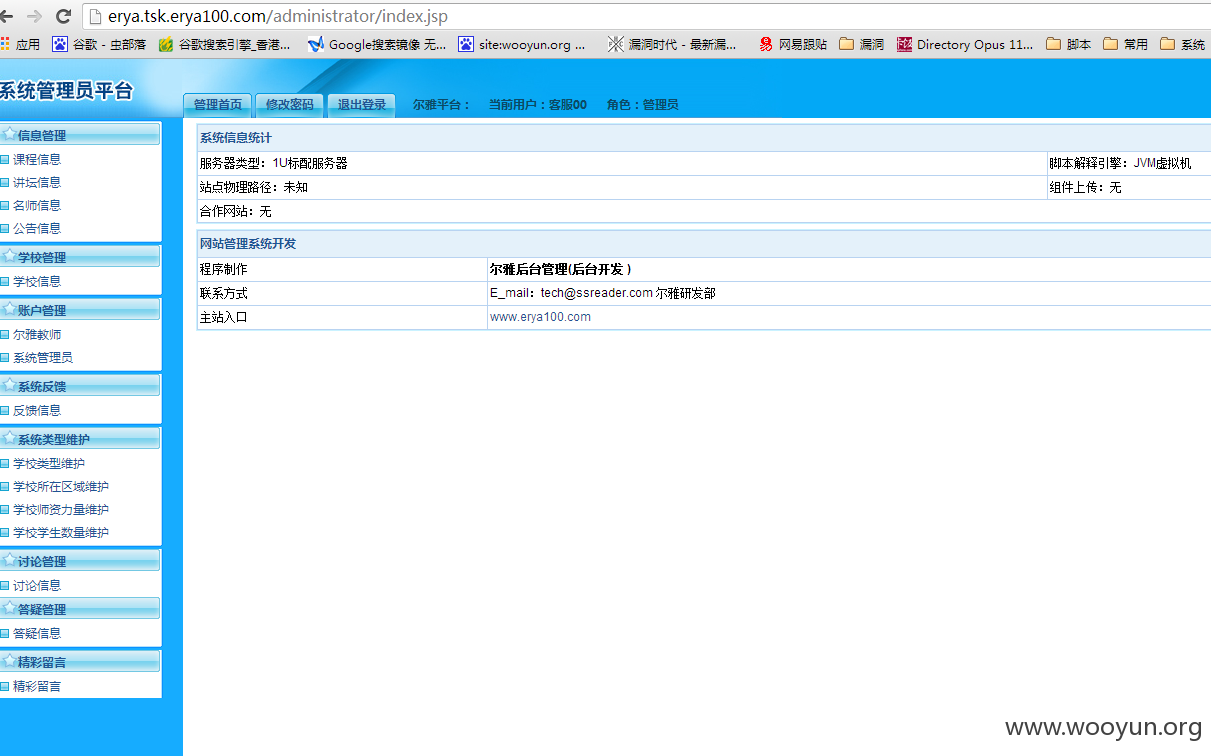 erya.tsk.erya100.com/administrator/index.jsp
应用 谷歌 - 虫部落 谷歌搜索引擎_香港... Google搜索镜像 无... site:wooyun.org ... 漏洞时代 - 最新漏... 网易跟贴 漏洞 Directory Opus 11... 脚本 常用 系统
系统管理员平台
管理首页 修改密码 退出登录 尔雅平台： 当前用户：客服00 角色：管理员
信息管理
课程信息
讲坛信息
名师信息
公告信息
学校管理
学校信息
账户管理
尔雅教师
系统管理员
系统反馈
反馈信息
系统类型维护
学校类型维护
学校所在区域维护
学校师资力量维护
学校学生数量维护
讨论管理
讨论信息
答疑管理
答疑信息
精彩留言
精彩留言
系统信息统计
服务器类型：1U标配服务器 脚本解释引擎：JVM虚拟机
站点物理路径：未知 组件上传：无
合作网站：无
网站管理系统开发
程序制作 尔雅后台管理(后台开发 )
联系方式 E_mail：tech@ssreader.com 尔雅研发部
主站入口 www.erya100.com
www.wooyun.org